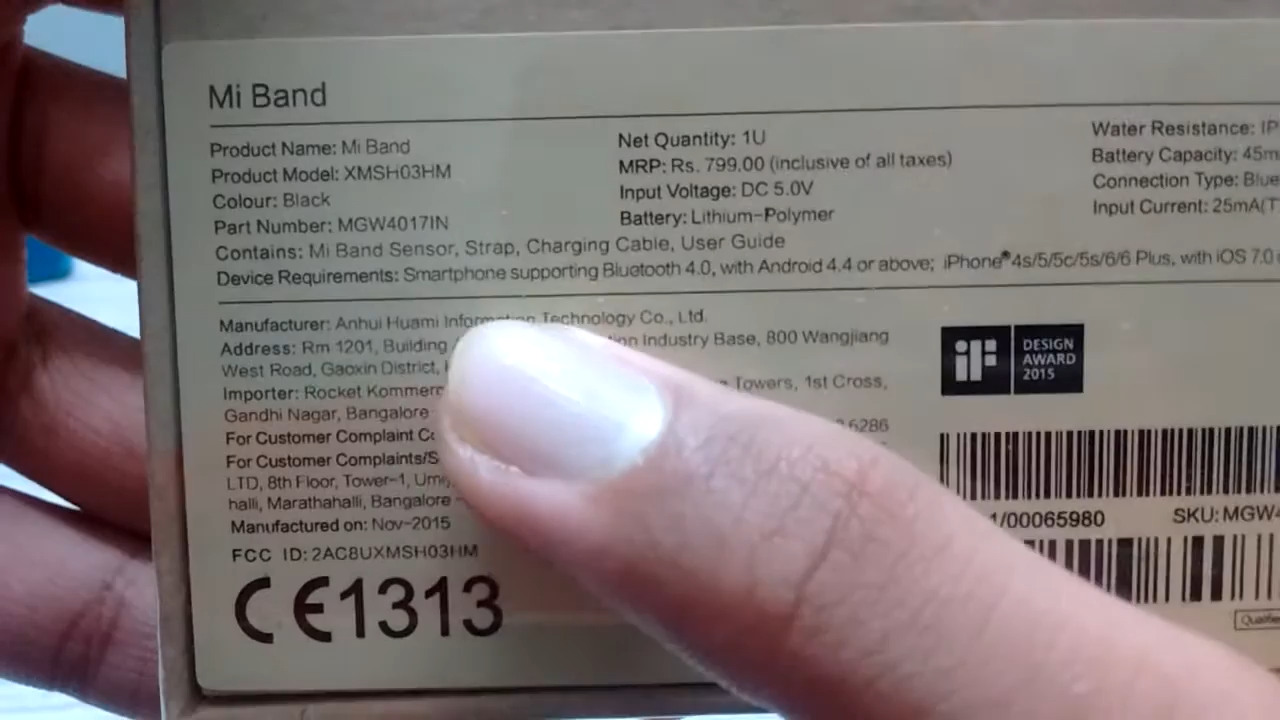 Mi Band
Product Name: Mi Band
Product Model: XMSH03HM
Colour: Black
Part Number: MGW4017IN
Net Quantity: 1U
MRP: Rs. 799.00 (inclusive of all taxes)
Input Voltage: DC 5.0V
Battery: Lithium-Polymer
Water Resistance: IP
Battery Capacity: 45m
Connection Type: Blue
Input Current: 25mA(T
Contains: Mi Band Sensor, Strap, Charging Cable, User Guide
Device Requirements: Smartphone supporting Bluetooth 4.0, with Android 4.4 or above; iPhone® 4s/5/5c/5s/6/6 Plus, with iOS 7.0
Manufacturer: Anhui Huami Information Technology Co., Ltd.
Address: Rm 1201, Building Industry Base, 800 Wangjiang
West Road, Gaoxin District,
Importer: Rocket Kommerc Towers, 1st Cross,
Gandhi Nagar, Bangalore
For Customer Complaint 6286
For Customer Complaints/S
LTD, 8th Floor, Tower-1,
halli, Marathahalli, Bangalore -
Manufactured on: Nov-2015
FCC ID: 2AC8UXMSH03HM
CE1313
iF
DESIGN
AWARD
2015
1/00065980
SKU: MGW4